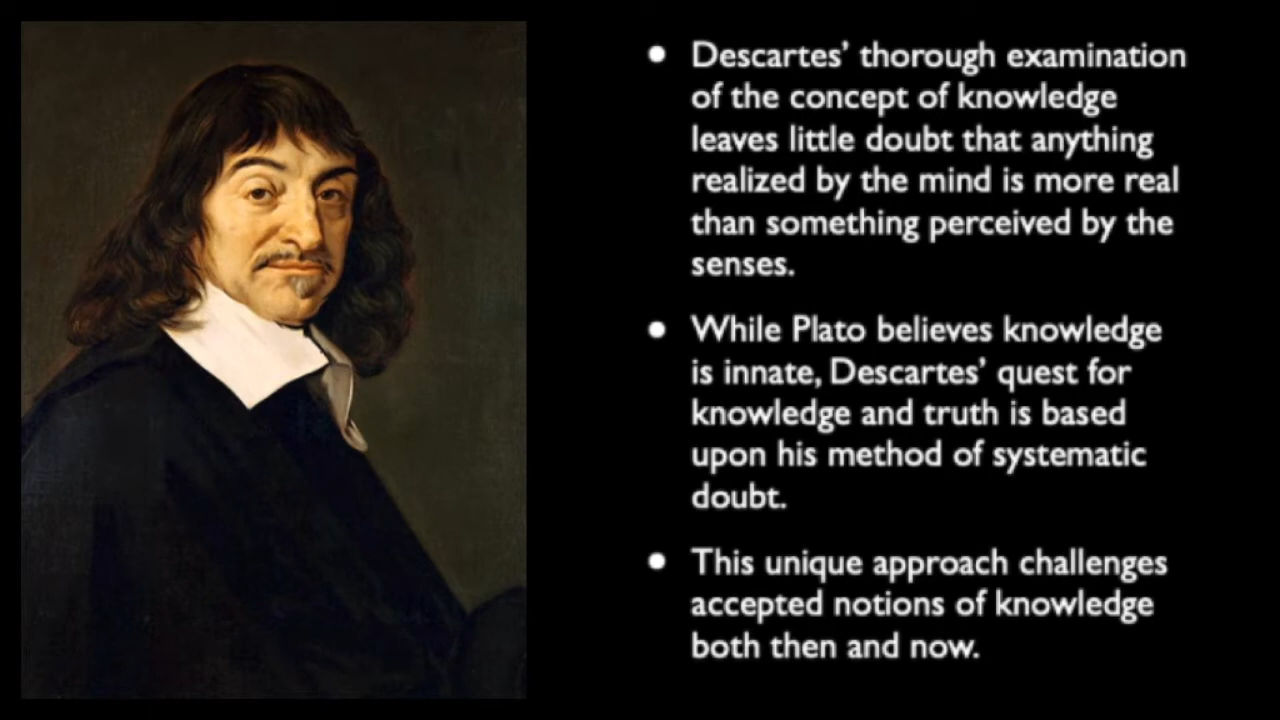 • Descartes’ thorough examination
of the concept of knowledge
leaves little doubt that anything
realized by the mind is more real
than something perceived by the
senses.
• While Plato believes knowledge
is innate, Descartes’ quest for
knowledge and truth is based
upon his method of systematic
doubt.
• This unique approach challenges
accepted notions of knowledge
both then and now.